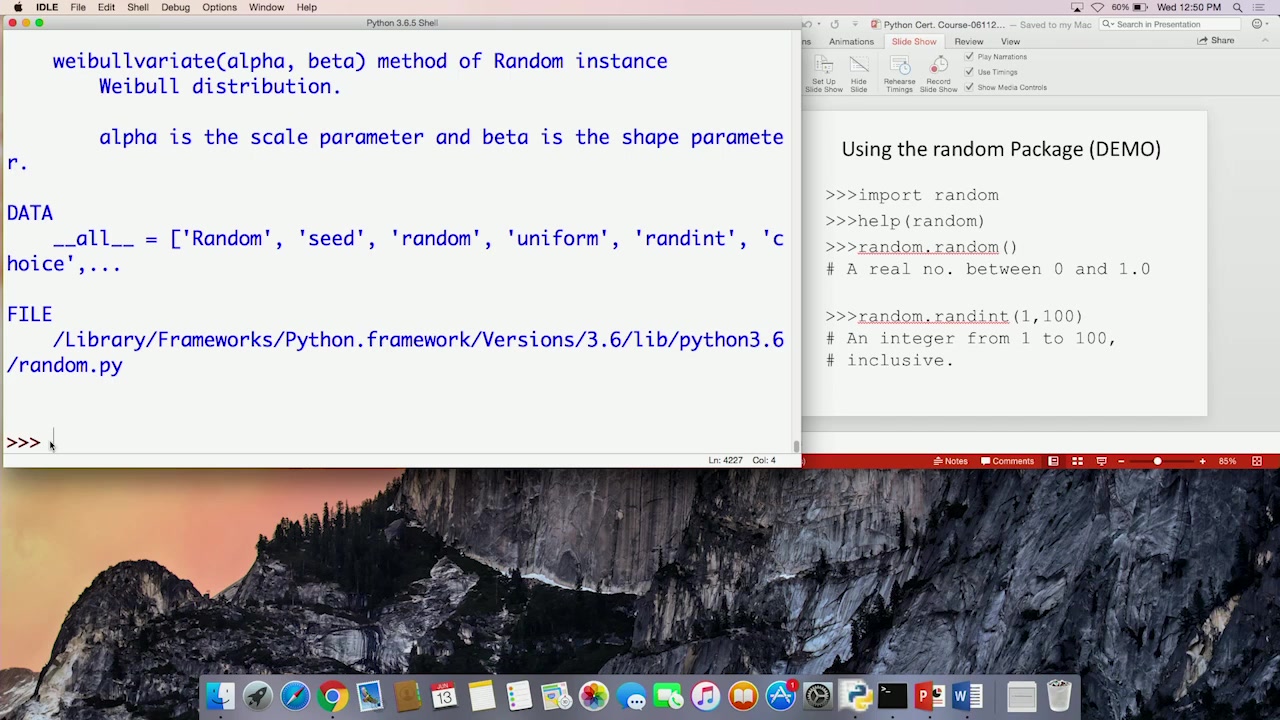 IDLE File Edit Shell Debug Options Window Help
60% Wed 12:50 PM
Python 3.6.5 Shell
weibullvariate(alpha, beta) method of Random instance
Weibull distribution.
alpha is the scale parameter and beta is the shape paramete
r.
DATA
__all__ = ['Random', 'seed', 'random', 'uniform', 'randint', 'c
hoice',...
FILE
/Library/Frameworks/Python.framework/Versions/3.6/lib/python3.6
/random.py
>>>
Ln: 4227 Col: 4
Python Cert. Course-06112... — Saved to my Mac
Search in Presentation
ns Animations Slide Show Review View
Share
Set Up
Slide Show
Hide
Slide
Rehearse
Timings
Record
Slide Show
Play Narrations
Use Timings
Show Media Controls
Using the random Package (DEMO)
>>>import random
>>>help(random)
>>>random.random()
# A real no. between 0 and 1.0
>>>random.randint(1,100)
# An integer from 1 to 100,
# inclusive.
Notes Comments
85%
JUN
13
1